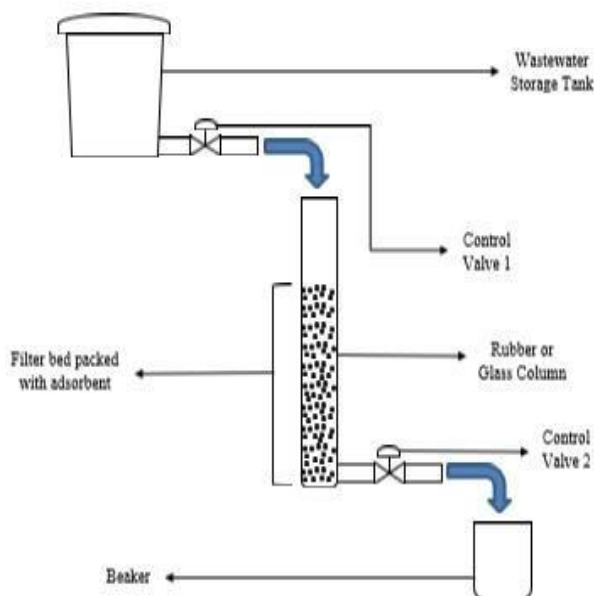 Wastewater
Storage Tank
Control
Valve 1
Filter bed packed
with adsorbent
Rubber or
Glass Column
Control
Valve 2
Beaker